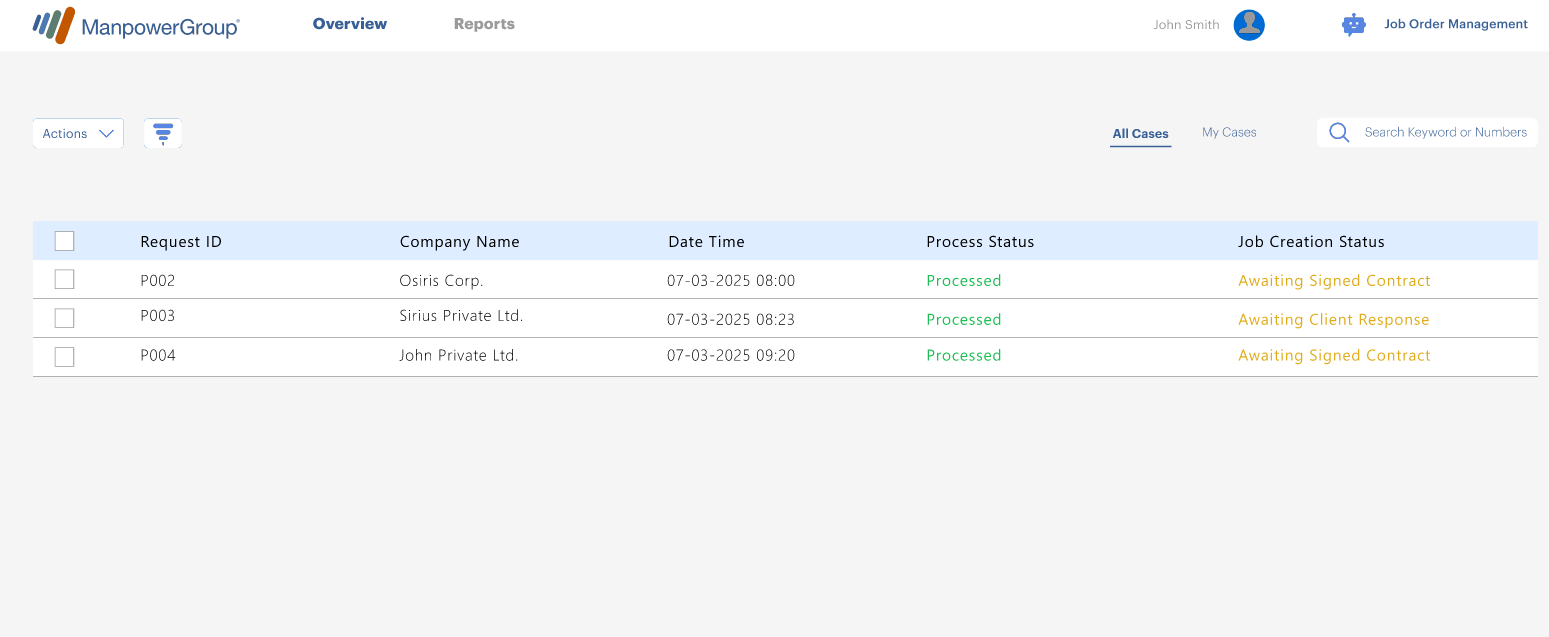 ManpowerGroup® Overview Reports John Smith Job Order Management
Actions All Cases My Cases Search Keyword or Numbers
Request ID Company Name Date Time Process Status Job Creation Status
P002 Osiris Corp. 07-03-2025 08:00 Processed Awaiting Signed Contract
P003 Sirius Private Ltd. 07-03-2025 08:23 Processed Awaiting Client Response
P004 John Private Ltd. 07-03-2025 09:20 Processed Awaiting Signed Contract